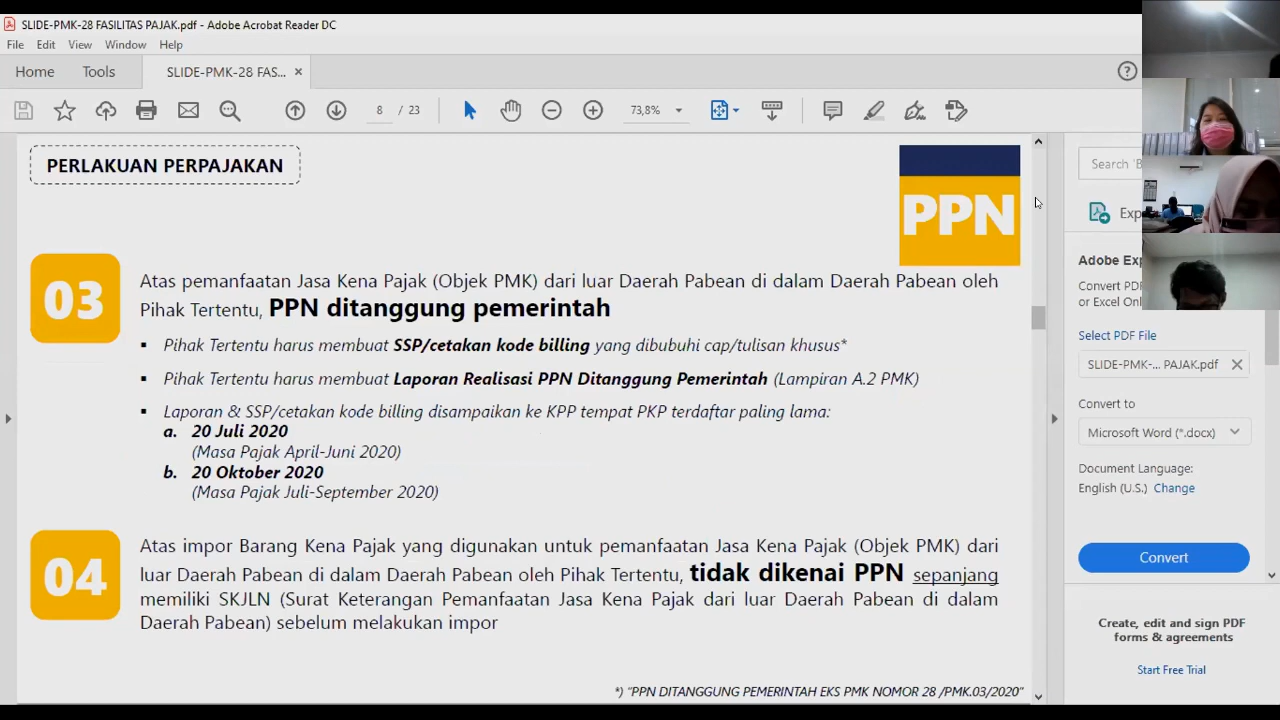 SLIDE-PMK-28 FASILITAS PAJAK.pdf - Adobe Acrobat Reader DC
File Edit View Window Help
Home Tools SLIDE-PMK-28 FAS... ×
8 / 23 73,8%
PERLAKUAN PERPAJAKAN
PPN
03
Atas pemanfaatan Jasa Kena Pajak (Objek PMK) dari luar Daerah Pabean di dalam Daerah Pabean oleh
Pihak Tertentu, PPN ditanggung pemerintah
▪ Pihak Tertentu harus membuat SSP/cetakan kode billing yang dibubuhi cap/tulisan khusus*
▪ Pihak Tertentu harus membuat Laporan Realisasi PPN Ditanggung Pemerintah (Lampiran A.2 PMK)
▪ Laporan & SSP/cetakan kode billing disampaikan ke KPP tempat PKP terdaftar paling lama:
a. 20 Juli 2020
(Masa Pajak April-Juni 2020)
b. 20 Oktober 2020
(Masa Pajak Juli-September 2020)
04
Atas impor Barang Kena Pajak yang digunakan untuk pemanfaatan Jasa Kena Pajak (Objek PMK) dari
luar Daerah Pabean di dalam Daerah Pabean oleh Pihak Tertentu, tidak dikenai PPN sepanjang
memiliki SKJLN (Surat Keterangan Pemanfaatan Jasa Kena Pajak dari luar Daerah Pabean di dalam
Daerah Pabean) sebelum melakukan impor
*) "PPN DITANGGUNG PEMERINTAH EKS PMK NOMOR 28 /PMK.03/2020"
Search 'B
Exp
Adobe Exp
Convert PDF
or Excel Onl
Select PDF File
SLIDE-PMK-... PAJAK.pdf
Convert to
Microsoft Word (*.docx)
Document Language:
English (U.S.) Change
Convert
Create, edit and sign PDF
forms & agreements
Start Free Trial